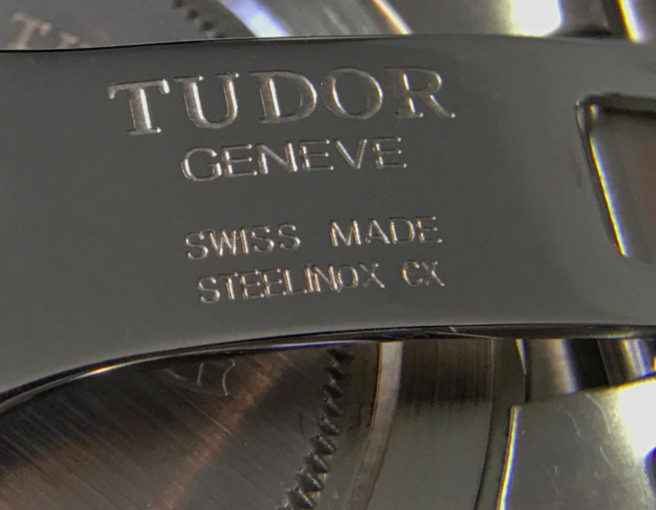 TUDOR
GENEVE
SWISS MADE
STEELINOX CX